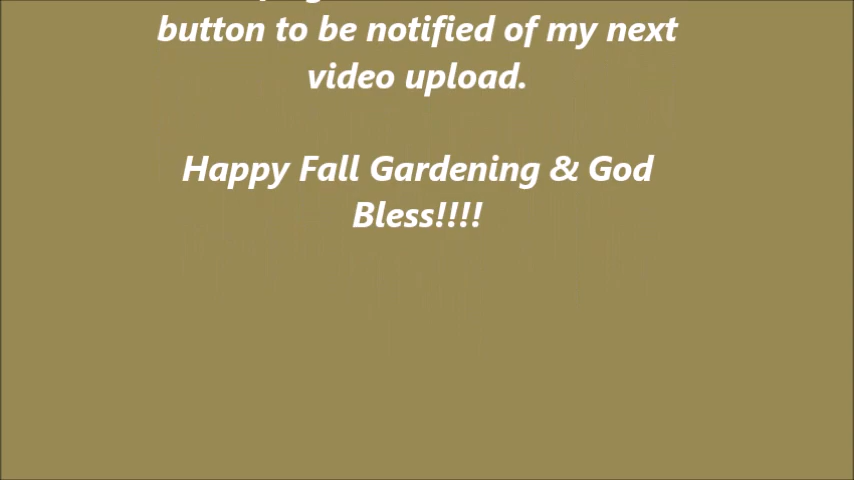 button to be notified of my next
video upload.
Happy Fall Gardening & God
Bless!!!!